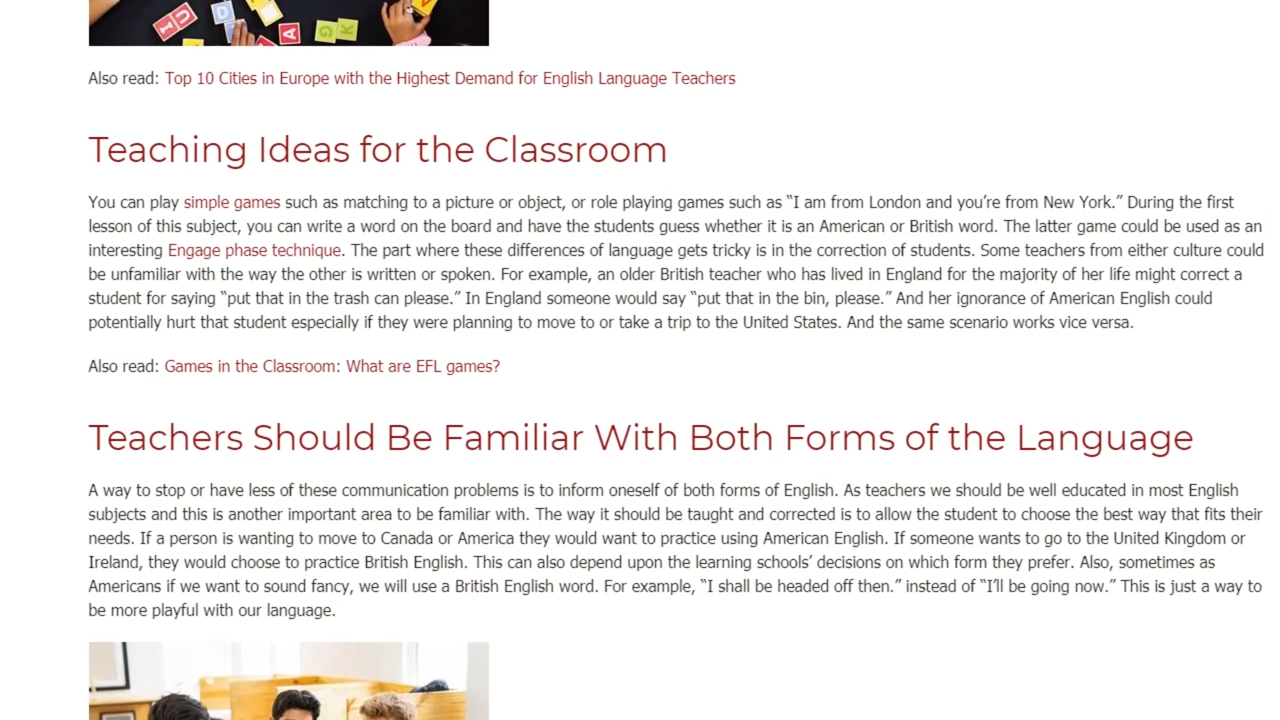 Also read: Top 10 Cities in Europe with the Highest Demand for English Language Teachers
Teaching Ideas for the Classroom
You can play simple games such as matching to a picture or object, or role playing games such as “I am from London and you’re from New York.” During the first
lesson of this subject, you can write a word on the board and have the students guess whether it is an American or British word. The latter game could be used as an
interesting Engage phase technique. The part where these differences of language gets tricky is in the correction of students. Some teachers from either culture could
be unfamiliar with the way the other is written or spoken. For example, an older British teacher who has lived in England for the majority of her life might correct a
student for saying “put that in the trash can please.” In England someone would say “put that in the bin, please.” And her ignorance of American English could
potentially hurt that student especially if they were planning to move to or take a trip to the United States. And the same scenario works vice versa.
Also read: Games in the Classroom: What are EFL games?
Teachers Should Be Familiar With Both Forms of the Language
A way to stop or have less of these communication problems is to inform oneself of both forms of English. As teachers we should be well educated in most English
subjects and this is another important area to be familiar with. The way it should be taught and corrected is to allow the student to choose the best way that fits their
needs. If a person is wanting to move to Canada or America they would want to practice using American English. If someone wants to go to the United Kingdom or
Ireland, they would choose to practice British English. This can also depend upon the learning schools’ decisions on which form they prefer. Also, sometimes as
Americans if we want to sound fancy, we will use a British English word. For example, “I shall be headed off then.” instead of “I’ll be going now.” This is just a way to
be more playful with our language.